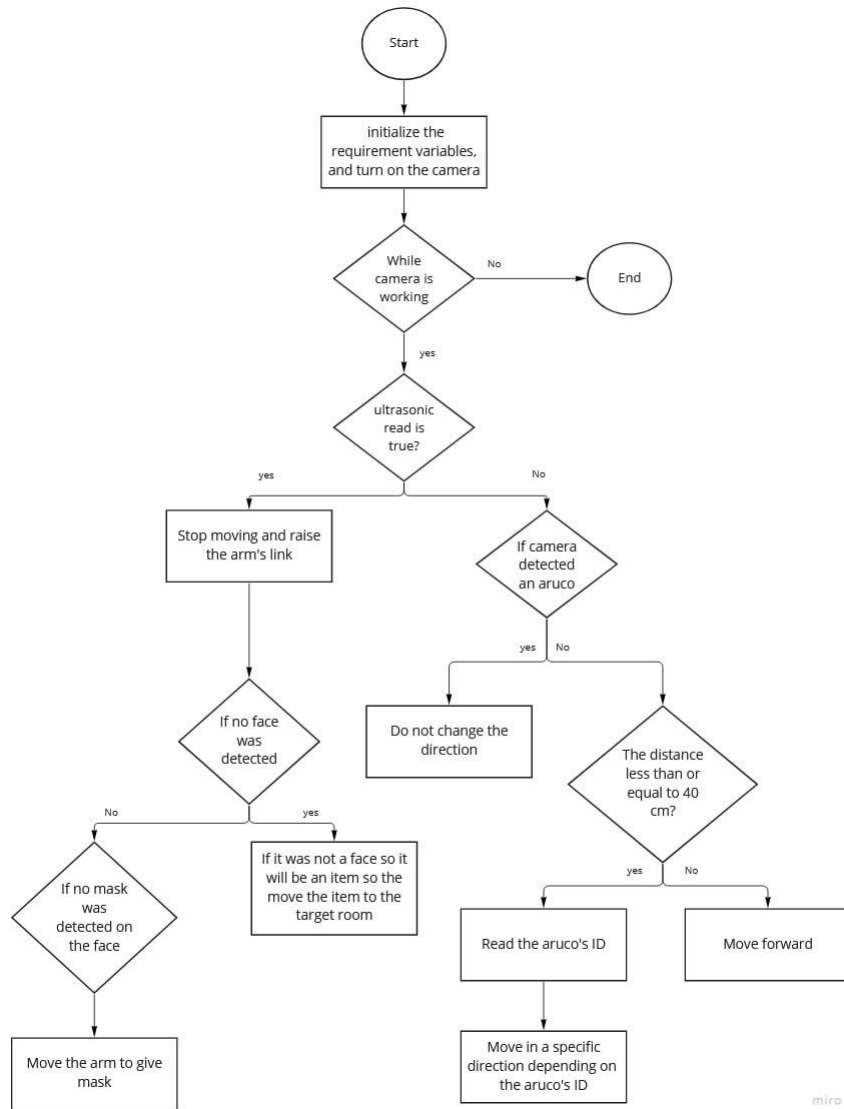 Start
initialize the
requirement variables,
and turn on the camera
While
camera is
working
No
End
yes
ultrasonic
read is
true?
yes
No
Stop moving and raise
the arm's link
If camera
detected
an aruco
yes
No
If no face
was
detected
Do not change the
direction
The distance
less than or
equal to 40
cm?
No
yes
If no mask
was
detected on
the face
If it was not a face so it
will be an item so the
move the item to the
target room
yes
No
Read the aruco's ID
Move forward
Move the arm to give
mask
Move in a specific
direction depending on
the aruco's ID
miro